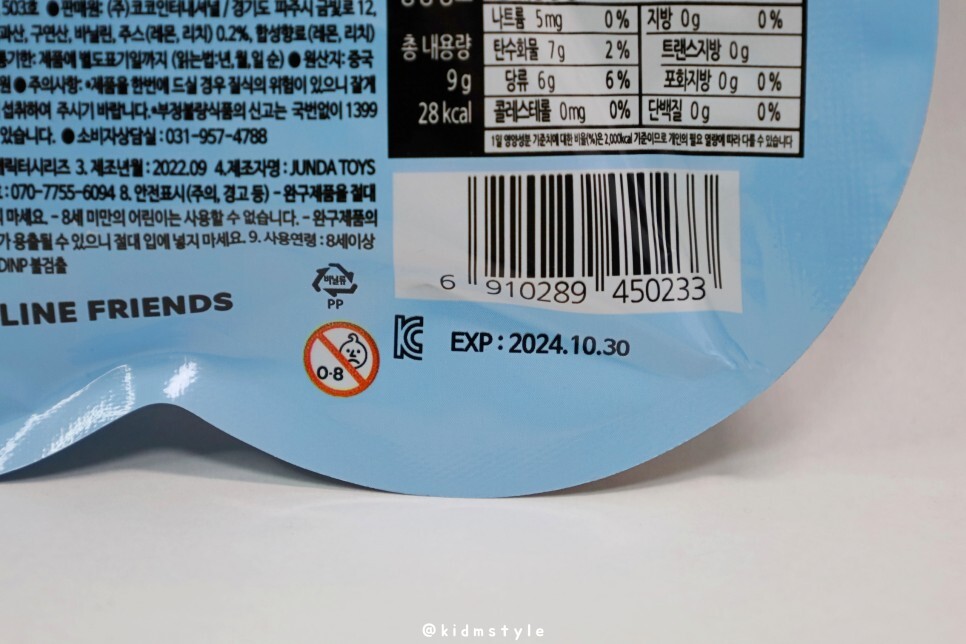 503호 ●판매원: (주)코코인터내셔널 / 경기도 파주시 금빛로 12,
과산, 구연산, 바닐린, 주스(레몬, 리치) 0.2%, 합성향료(레몬, 리치)
통기한: 제품에 별도표기일까지 (읽는법:년,월,일 순) ●원산지: 중국
원 ●주의사항: •제품을 한번에 드실 경우 질식의 위험이 있으니 잘게
섭취하여 주시기 바랍니다.•부정불량식품의 신고는 국번없이 1399
있습니다. ●소비자상담실 : 031-957-4788
릭터시리즈 3. 제조년월 : 2022.09 4.제조자명 : JUNDA TOYS
: 070-7755-6094 8. 안전표시(주의, 경고 등) - 완구제품을 절대
마세요. - 8세 미만의 어린이는 사용할 수 없습니다. - 완구제품의
가 용출될 수 있으니 절대 입에 넣지 마세요. 9. 사용연령 : 8세이상
DINP 불검출
LINE FRIENDS
총 내용량
9 g
28 kcal
나트륨 5mg 0% 지방 0g 0%
탄수화물 7g 2% 트랜스지방 0g
당류 6g 6% 포화지방 0g 0%
콜레스테롤 0mg 0% 단백질 0g 0%
1일 영양성분 기준치에 대한 비율(%)은 2,000kcal 기준이므로 개인의 필요 열량에 따라 다를 수 있습니다
6 910289 450233
비닐류
PP
0-8
EXP : 2024.10.30
@kidmstyle